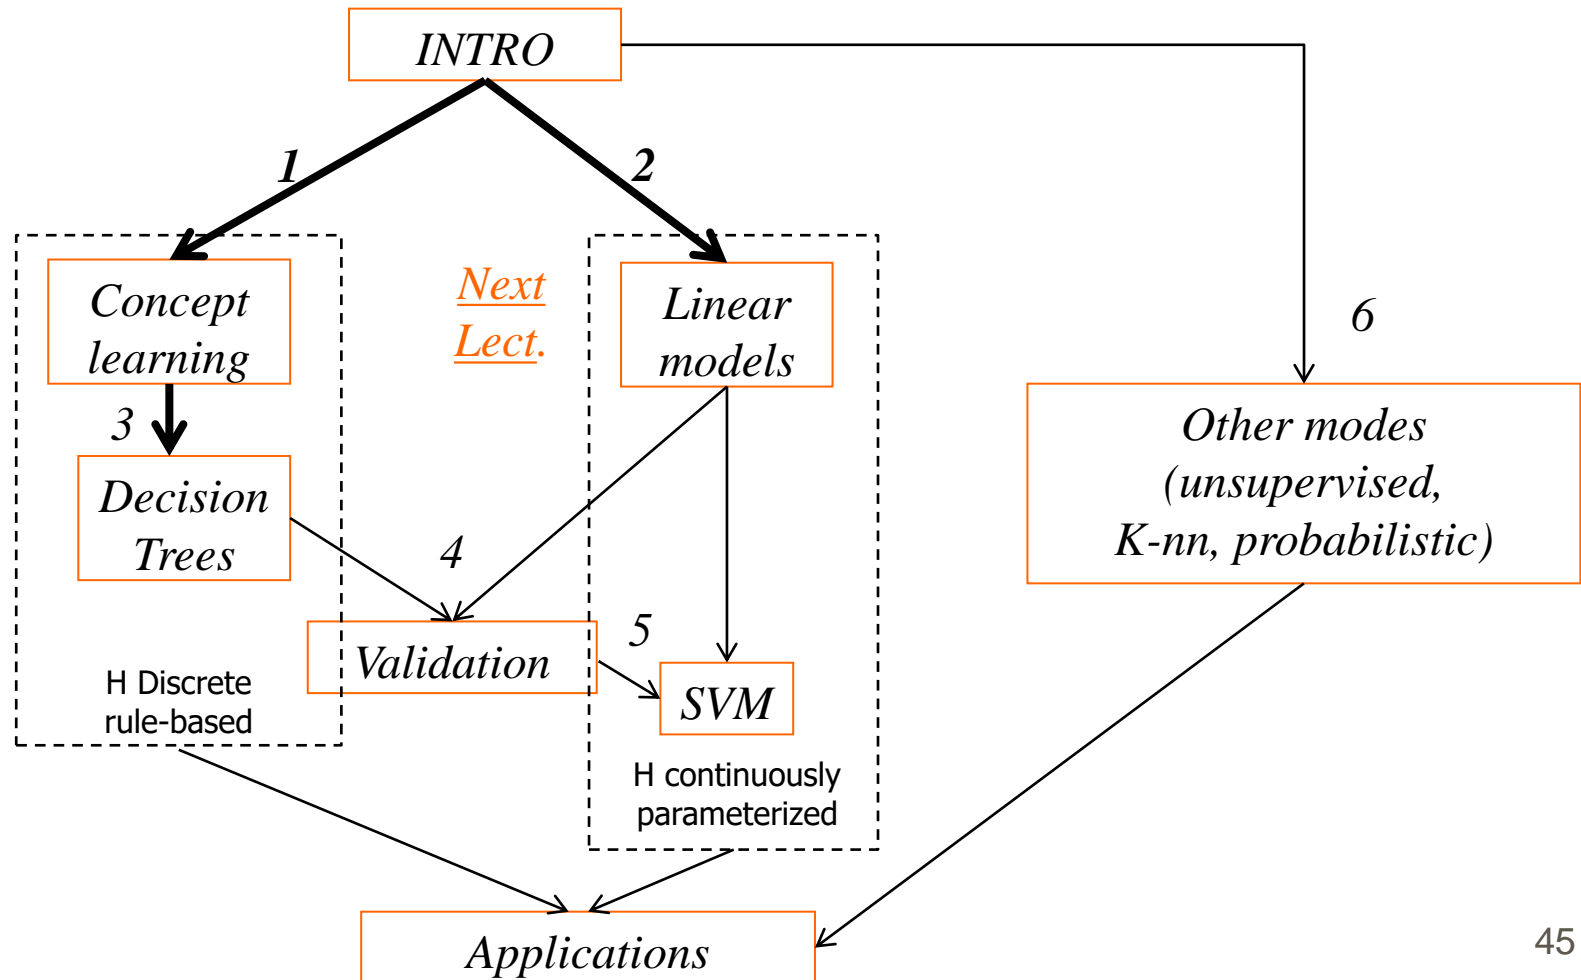 INTRO
1
2
Concept
learning
Next
Lect.
Linear
models
6
3
Other modes
(unsupervised,
K-nn, probabilistic)
Decision
Trees
4
Validation
5
SVM
H Discrete
rule-based
H continuously
parameterized
Applications
45